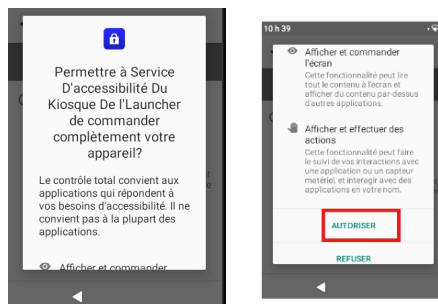 Permettre à Service
D'accessibilité Du
Kiosque De l'Launcher
de commander
complètement votre
appareil?
Le contrôle total convient aux
applications qui répondent à
vos besoins d'accessibilité. Il ne
convient pas à la plupart des
applications.
Afficher et commander
10 h 39
Afficher et commander
l'écran
Cette fonctionnalité peut lire
tout le contenu à l'écran et
afficher du contenu par-dessus
d'autres applications.
Afficher et effectuer des
actions
Cette fonctionnalité peut faire
le suivi de vos interactions avec
une application ou un capteur
matériel, et interagir avec des
applications en votre nom.
AUTORISER
REFUSER